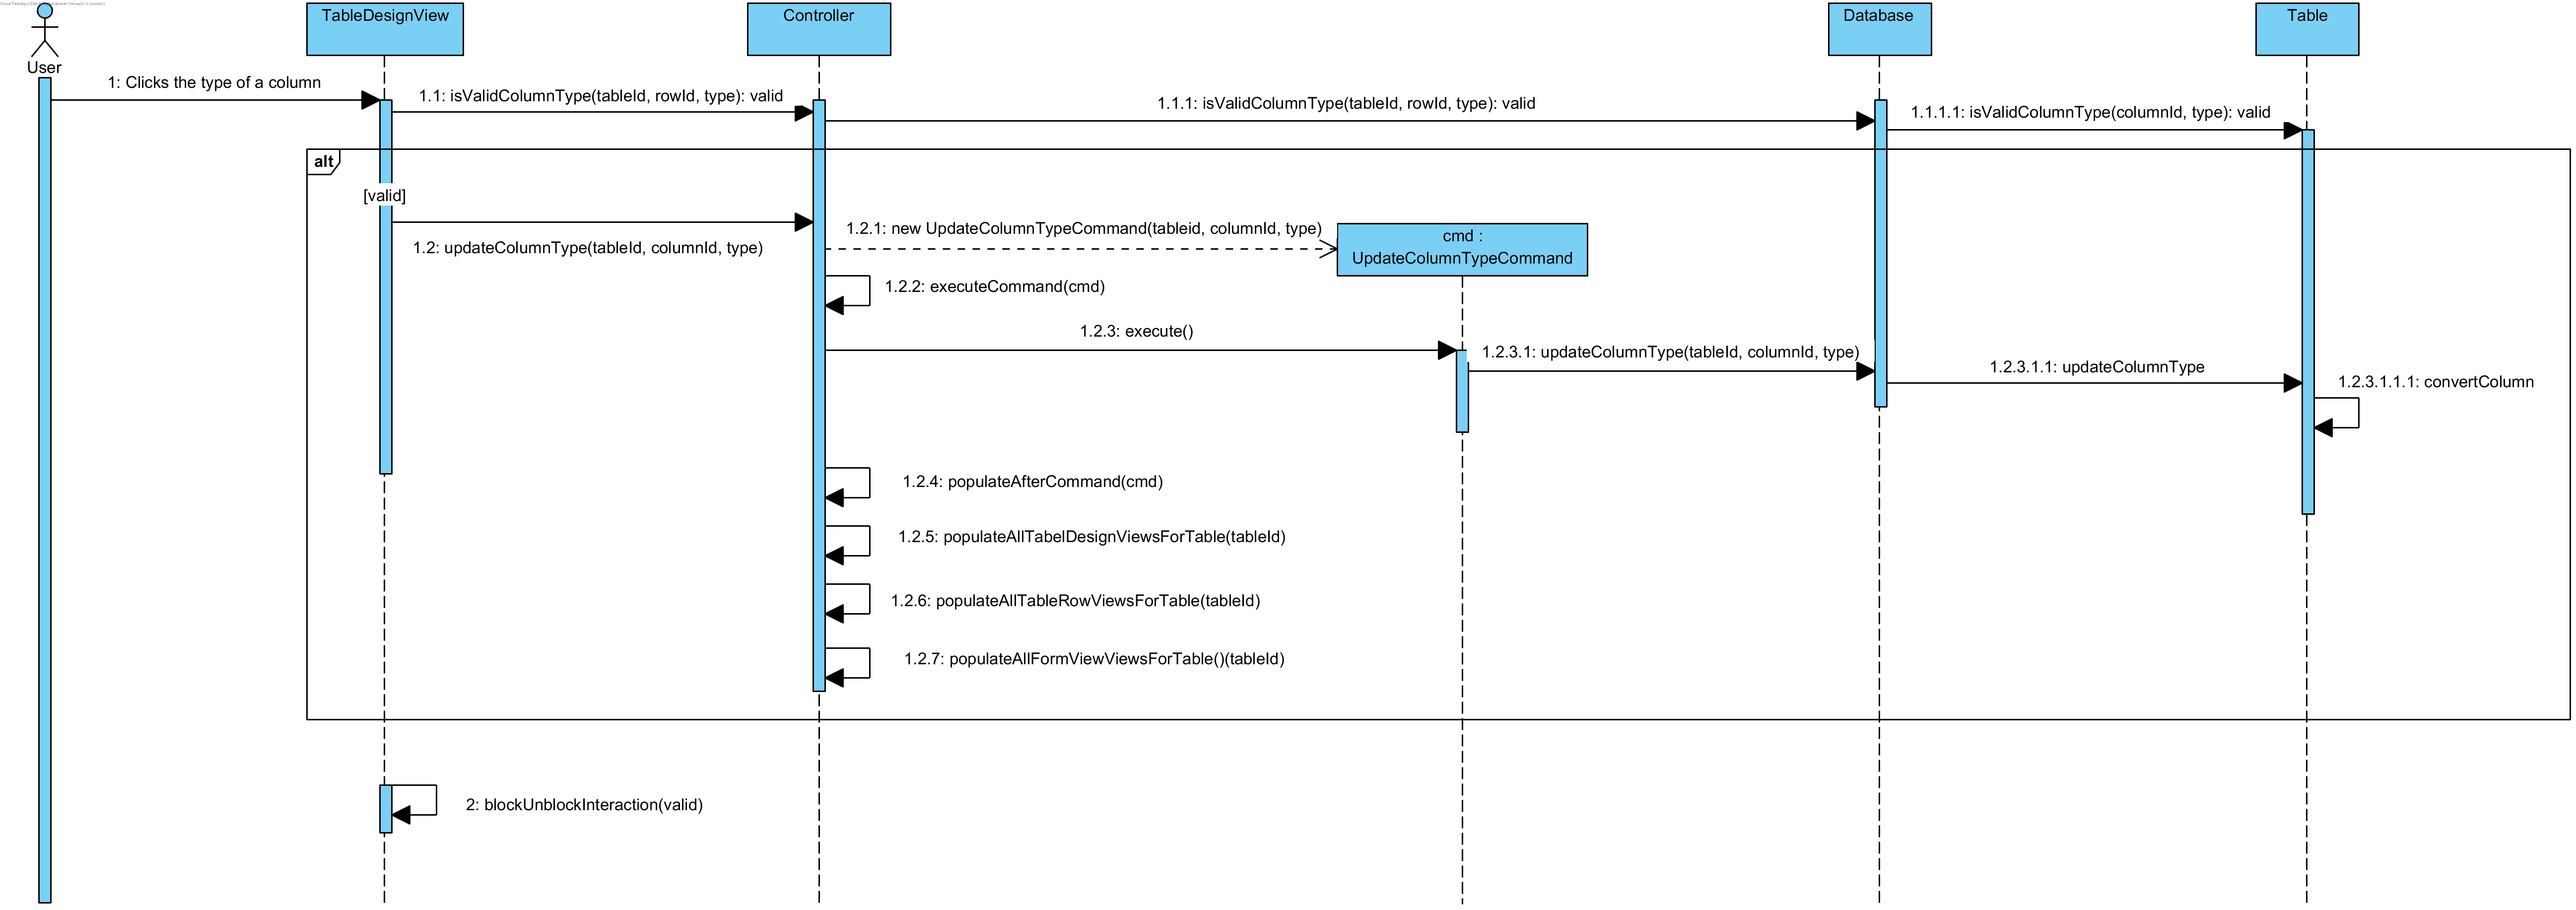 TableDesignView
Controller
Database
Table
User
1: Clicks the type of a column
1.1: isValidColumnType(tableId, rowId, type): valid
1.1.1: isValidColumnType(tableId, rowId, type): valid
1.1.1.1: isValidColumnType(columnId, type): valid
alt
[valid]
1.2: updateColumnType(tableId, columnId, type)
1.2.1: new UpdateColumnTypeCommand(tableid, columnId, type)
cmd :
UpdateColumnTypeCommand
1.2.2: executeCommand(cmd)
1.2.3: execute()
1.2.3.1: updateColumnType(tableId, columnId, type)
1.2.3.1.1: updateColumnType
1.2.3.1.1.1: convertColumn
1.2.4: populateAfterCommand(cmd)
1.2.5: populateAllTabelDesignViewsForTable(tableId)
1.2.6: populateAllTableRowViewsForTable(tableId)
1.2.7: populateAllFormViewViewsForTable()(tableId)
2: blockUnblockInteraction(valid)